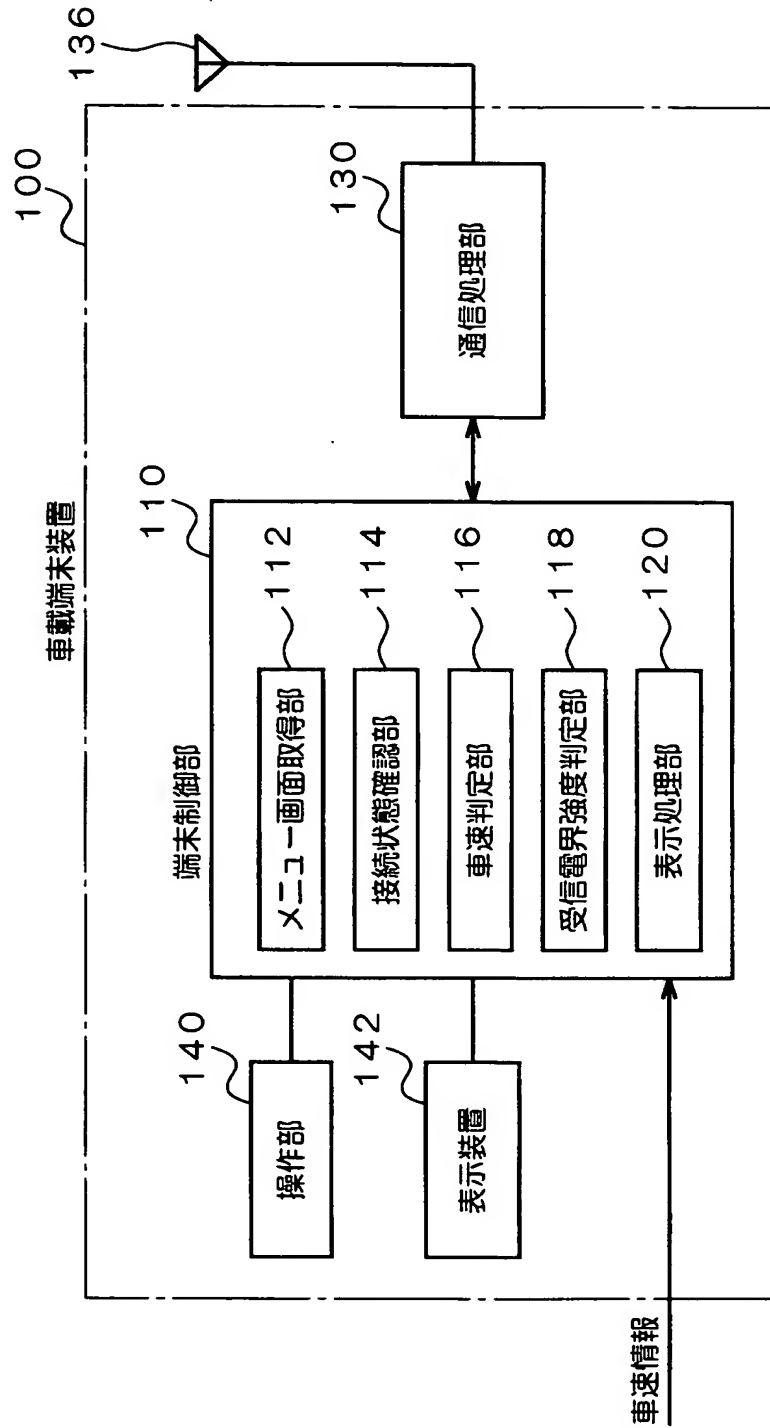 車載端末装置
100
136
端末制御部
110
メニュー画面取得部
112
接続状態確認部
114
車速判定部
116
受信電界強度判定部
118
表示処理部
120
130
通信処理部
140
操作部
142
表示装置
車速情報